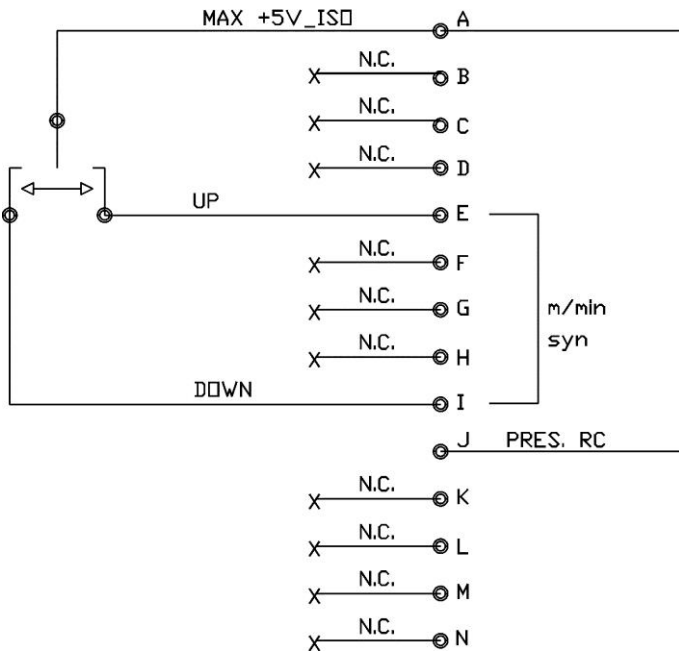 MAX +5V_ISO A
N.C. B
N.C. C
N.C. D
UP E
N.C. F
N.C. G
m/min
syn
N.C. H
DOWN I
J PRES. RC
N.C. K
N.C. L
N.C. M
N.C. N